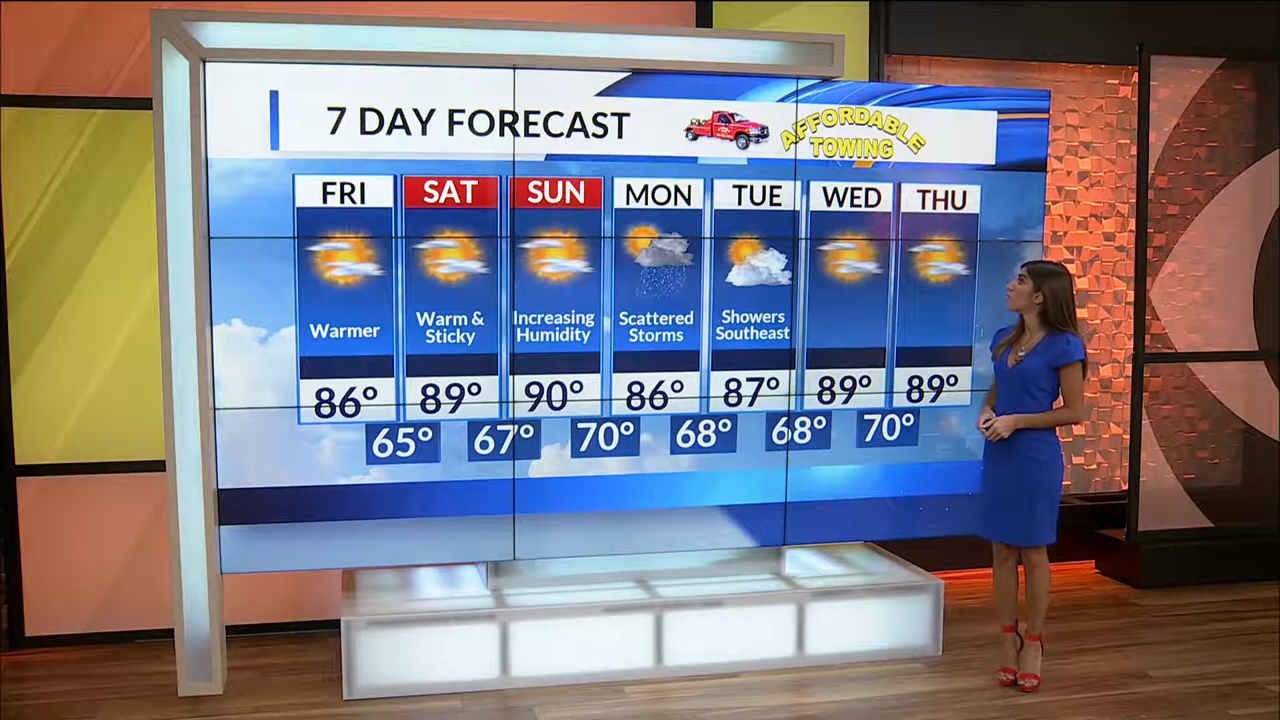 7 DAY FORECAST
AFFORDABLE
TOWING
FRI
SAT
SUN
MON
TUE
WED
THU
Warmer
Warm &
Sticky
Increasing
Humidity
Scattered
Storms
Showers
Southeast
86°
89°
90°
86°
87°
89°
89°
65°
67°
70°
68°
68°
70°